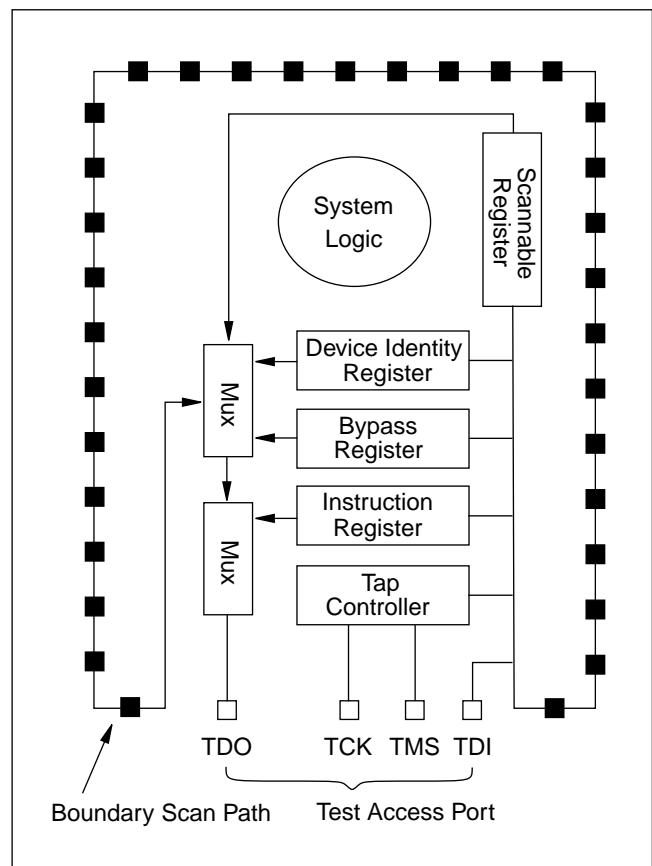 System
Logic
Scannable
Register
Device Identity
Register
Mux
Bypass
Register
Instruction
Register
Mux
Tap
Controller
TDO
TCK
TMS
TDI
Boundary Scan Path
Test Access Port